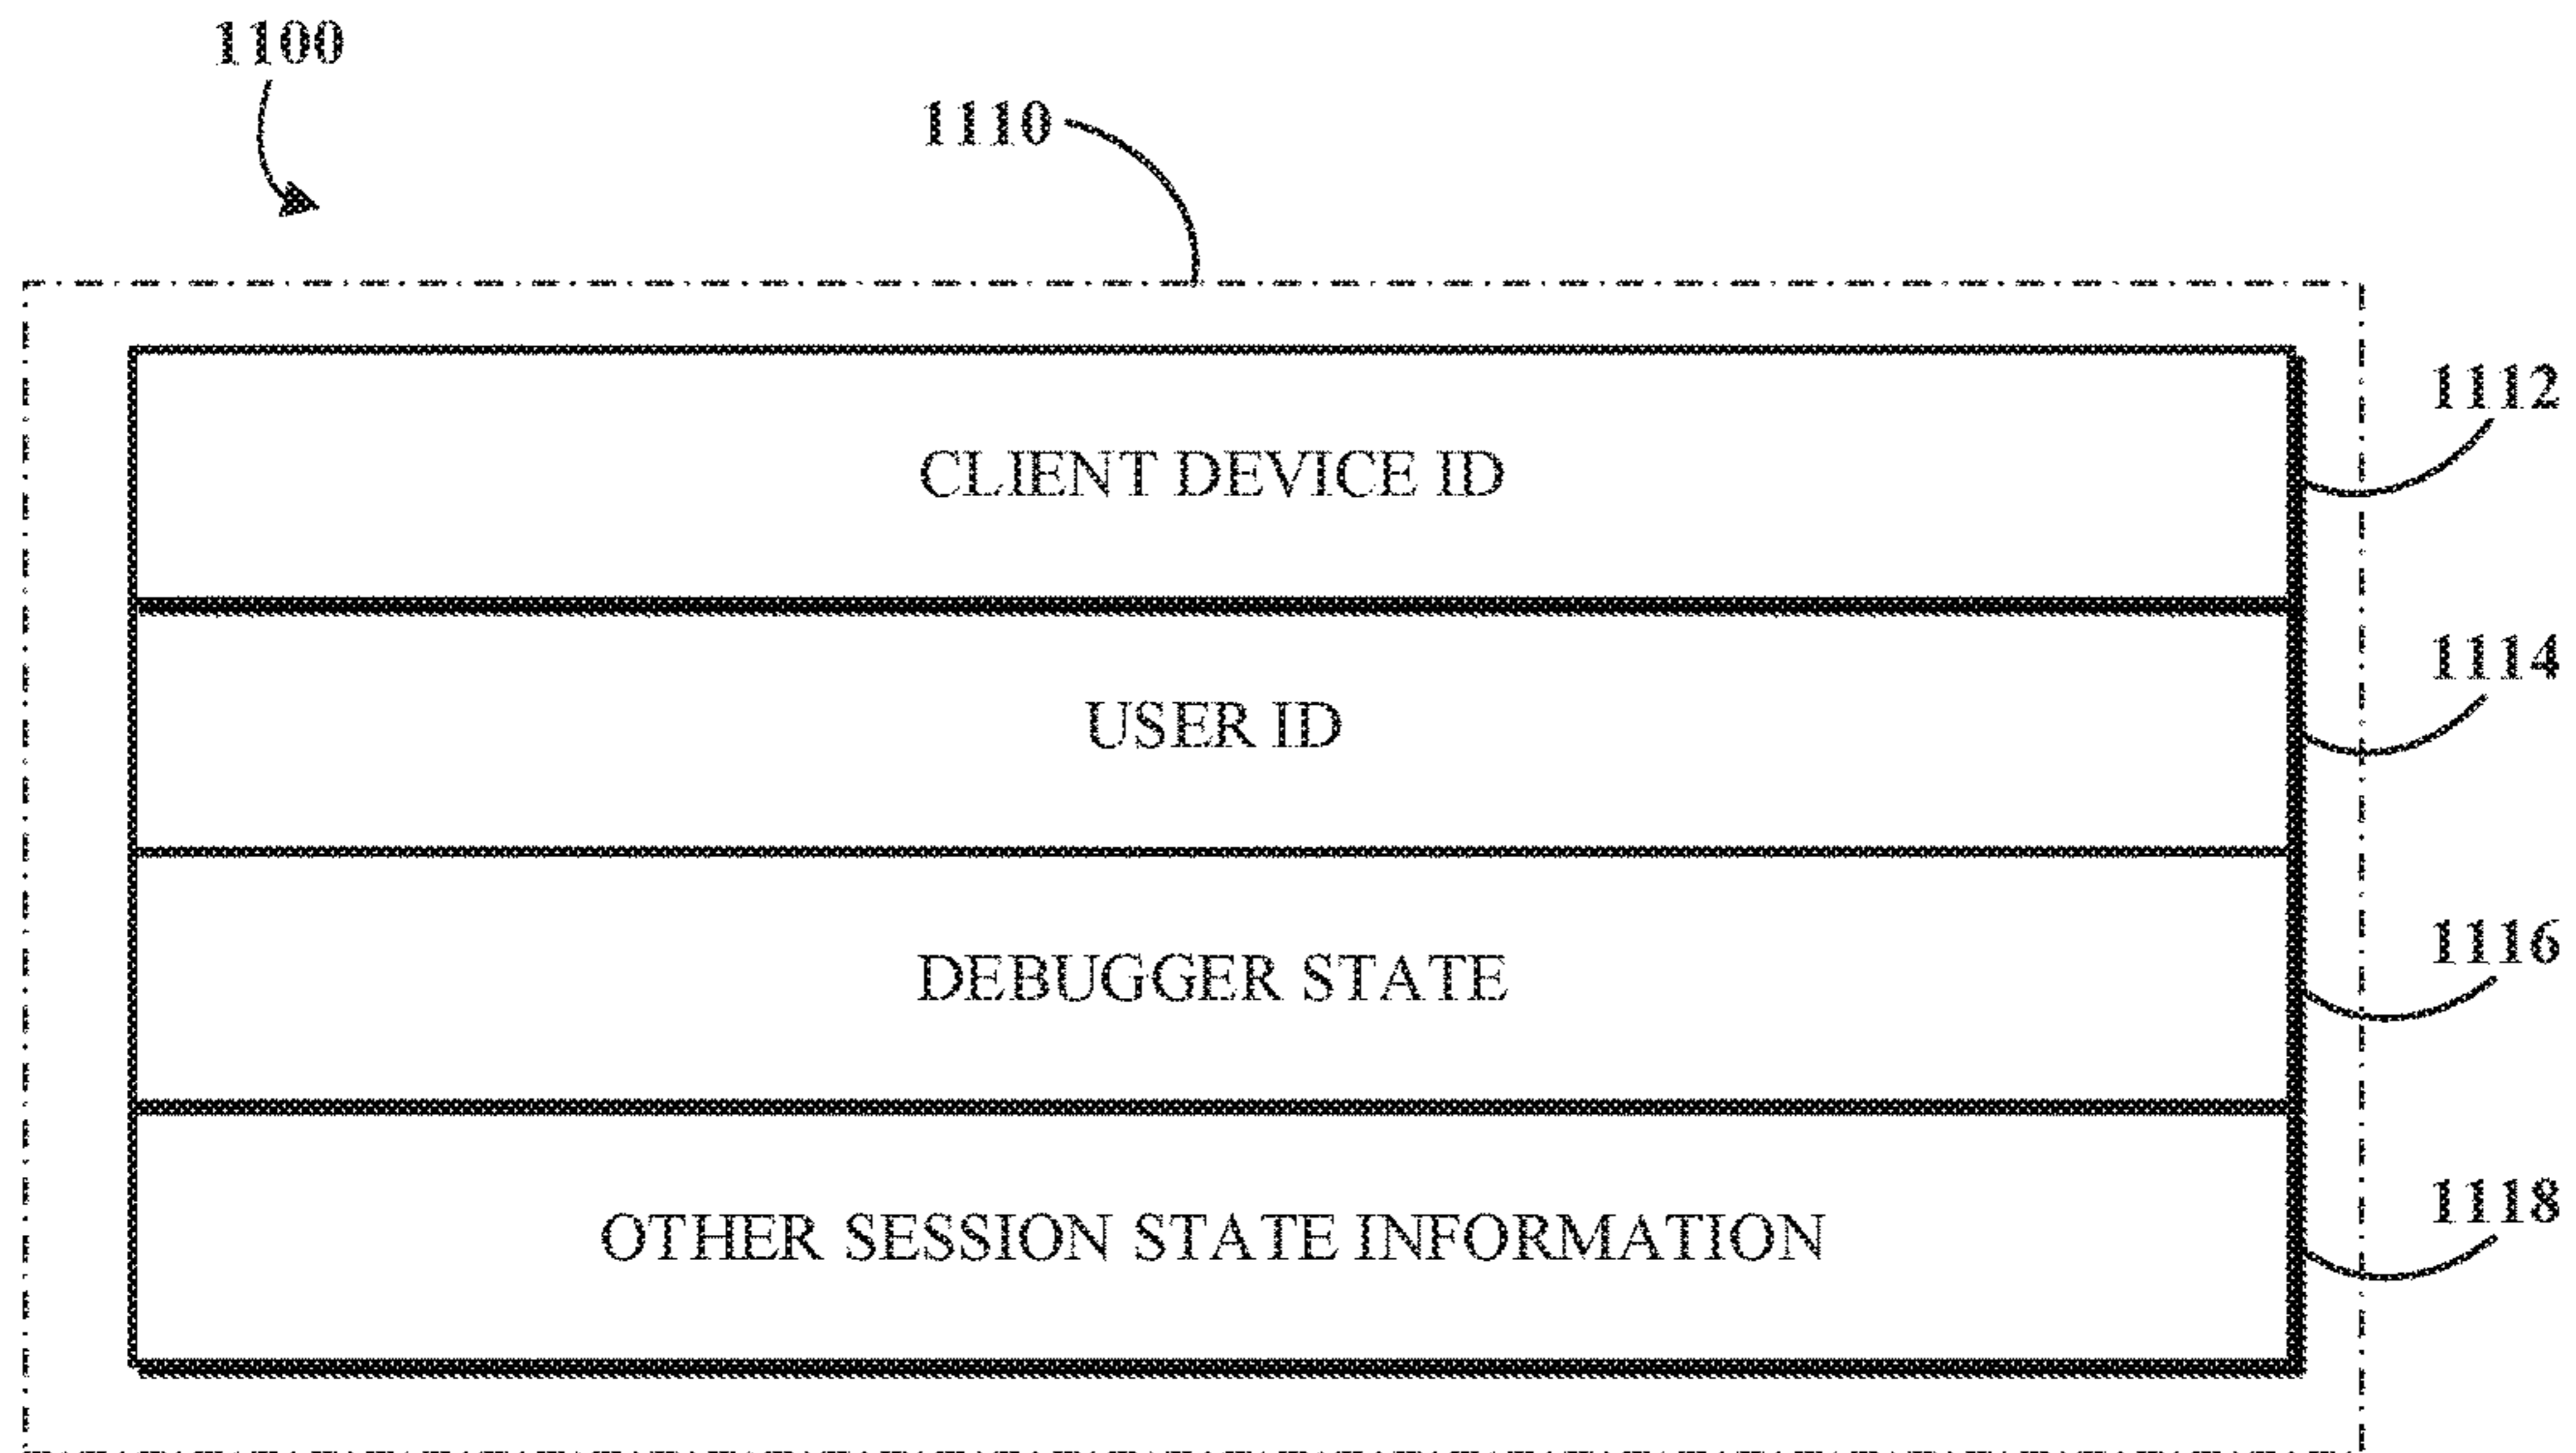 1100
1110
CLIENT DEVICE ID
1112
USER ID
1114
DEBUGGER STATE
1116
OTHER SESSION STATE INFORMATION
1118